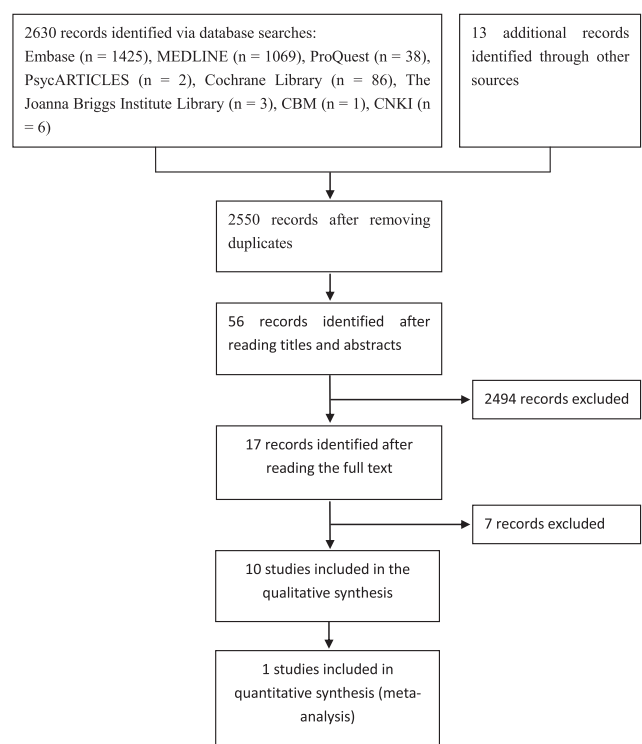 2630 records identified via database searches:
Embase (n = 1425), MEDLINE (n = 1069), ProQuest (n = 38),
PsycARTICLES (n = 2), Cochrane Library (n = 86), The
Joanna Briggs Institute Library (n = 3), CBM (n = 1), CNKI (n
= 6)
13 additional records
identified through other
sources
2550 records after removing
duplicates
56 records identified after
reading titles and abstracts
2494 records excluded
17 records identified after
reading the full text
7 records excluded
10 studies included in the
qualitative synthesis
1 studies included in
quantitative synthesis (meta-
analysis)